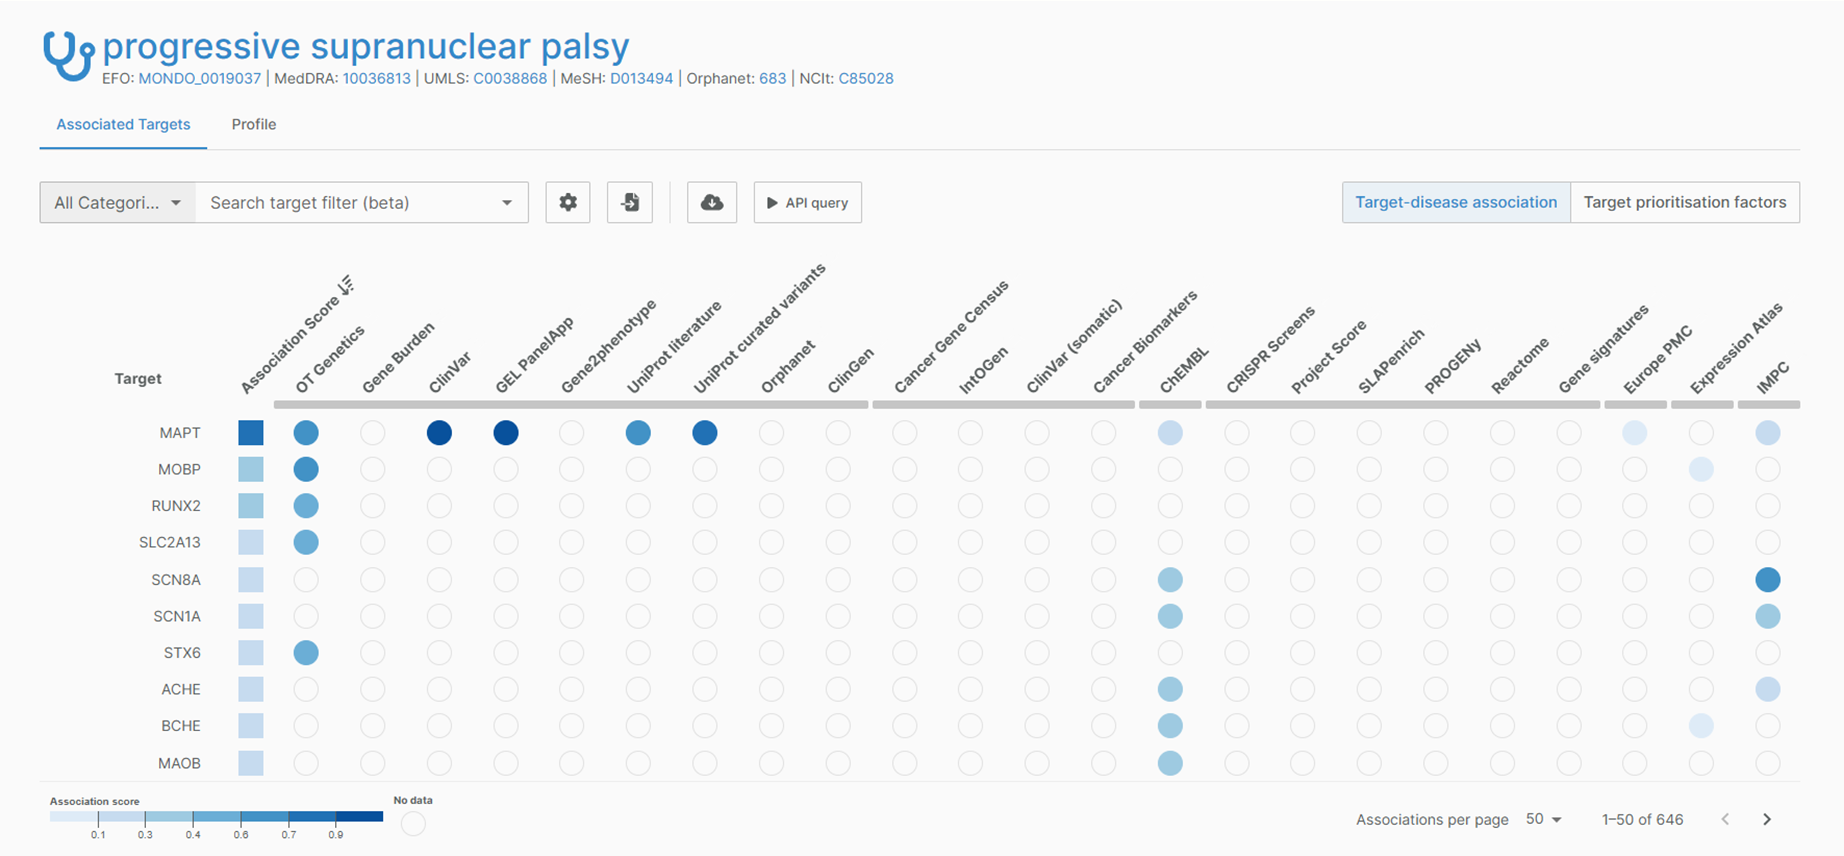 progressive supranuclear palsy
EFO: MONDO_0019037 | MedDRA: 10036813 | UMLS: C0038868 | MeSH: D013494 | Orphanet: 683 | NCIt: C85028
Associated Targets Profile
All Categori... Search target filter (beta) API query Target-disease association Target prioritisation factors
Target Association Score OT Genetics Gene Burden ClinVar GEL PanelApp Gene2phenotype UniProt literature UniProt curated variants Orphanet ClinGen Cancer Gene Census IntOGen ClinVar (somatic) Cancer Biomarkers ChEMBL CRISPR Screens Project Score SLAPenrich PROGENy Reactome Gene signatures Europe PMC Expression Atlas IMPC
MAPT
MOBP
RUNX2
SLC2A13
SCN8A
SCN1A
STX6
ACHE
BCHE
MAOB
Association score No data
0.1 0.3 0.4 0.6 0.7 0.9
Associations per page 50 1–50 of 646